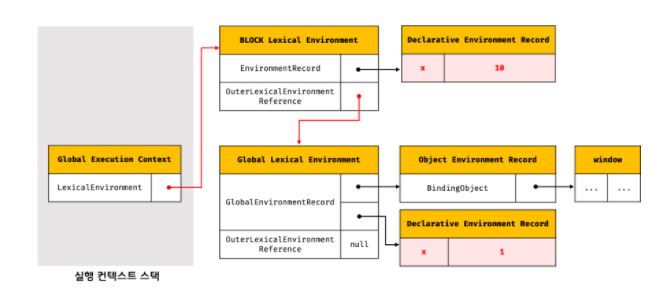 BLOCK Lexical Environment
EnvironmentRecord
OuterLexicalEnvironment
Reference
Declarative Environment Record
x
10
Global Execution Context
LexicalEnvironment
Global Lexical Environment
GlobalEnvironmentRecord
OuterLexicalEnvironment
Reference
null
Object Environment Record
BindingObject
window
...
...
Declarative Environment Record
x
1
실행 컨텍스트 스택